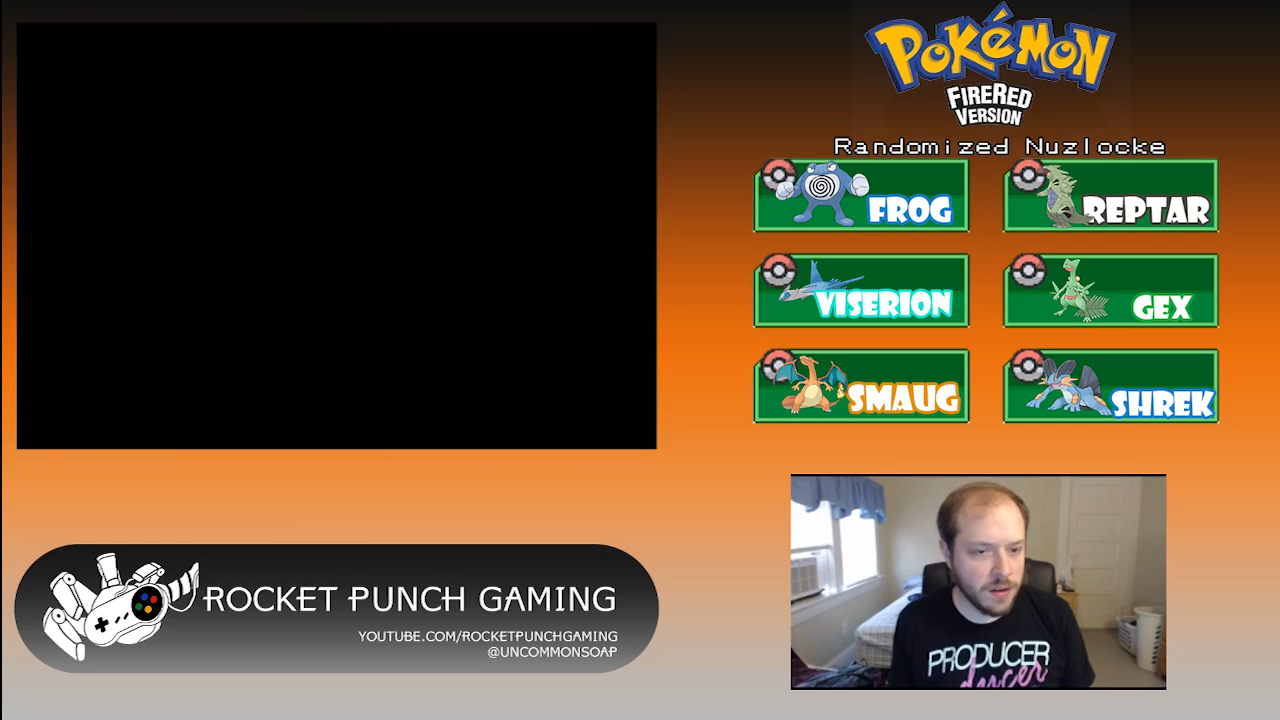 POKéMON
FIRERED
VERSION
Randomized Nuzlocke
FROG
REPTAR
VISERION
GEX
SMAUG
SHREK
ROCKET PUNCH GAMING
YOUTUBE.COM/ROCKETPUNCHGAMING
@UNCOMMONSOAP
PRODUCER
ducer